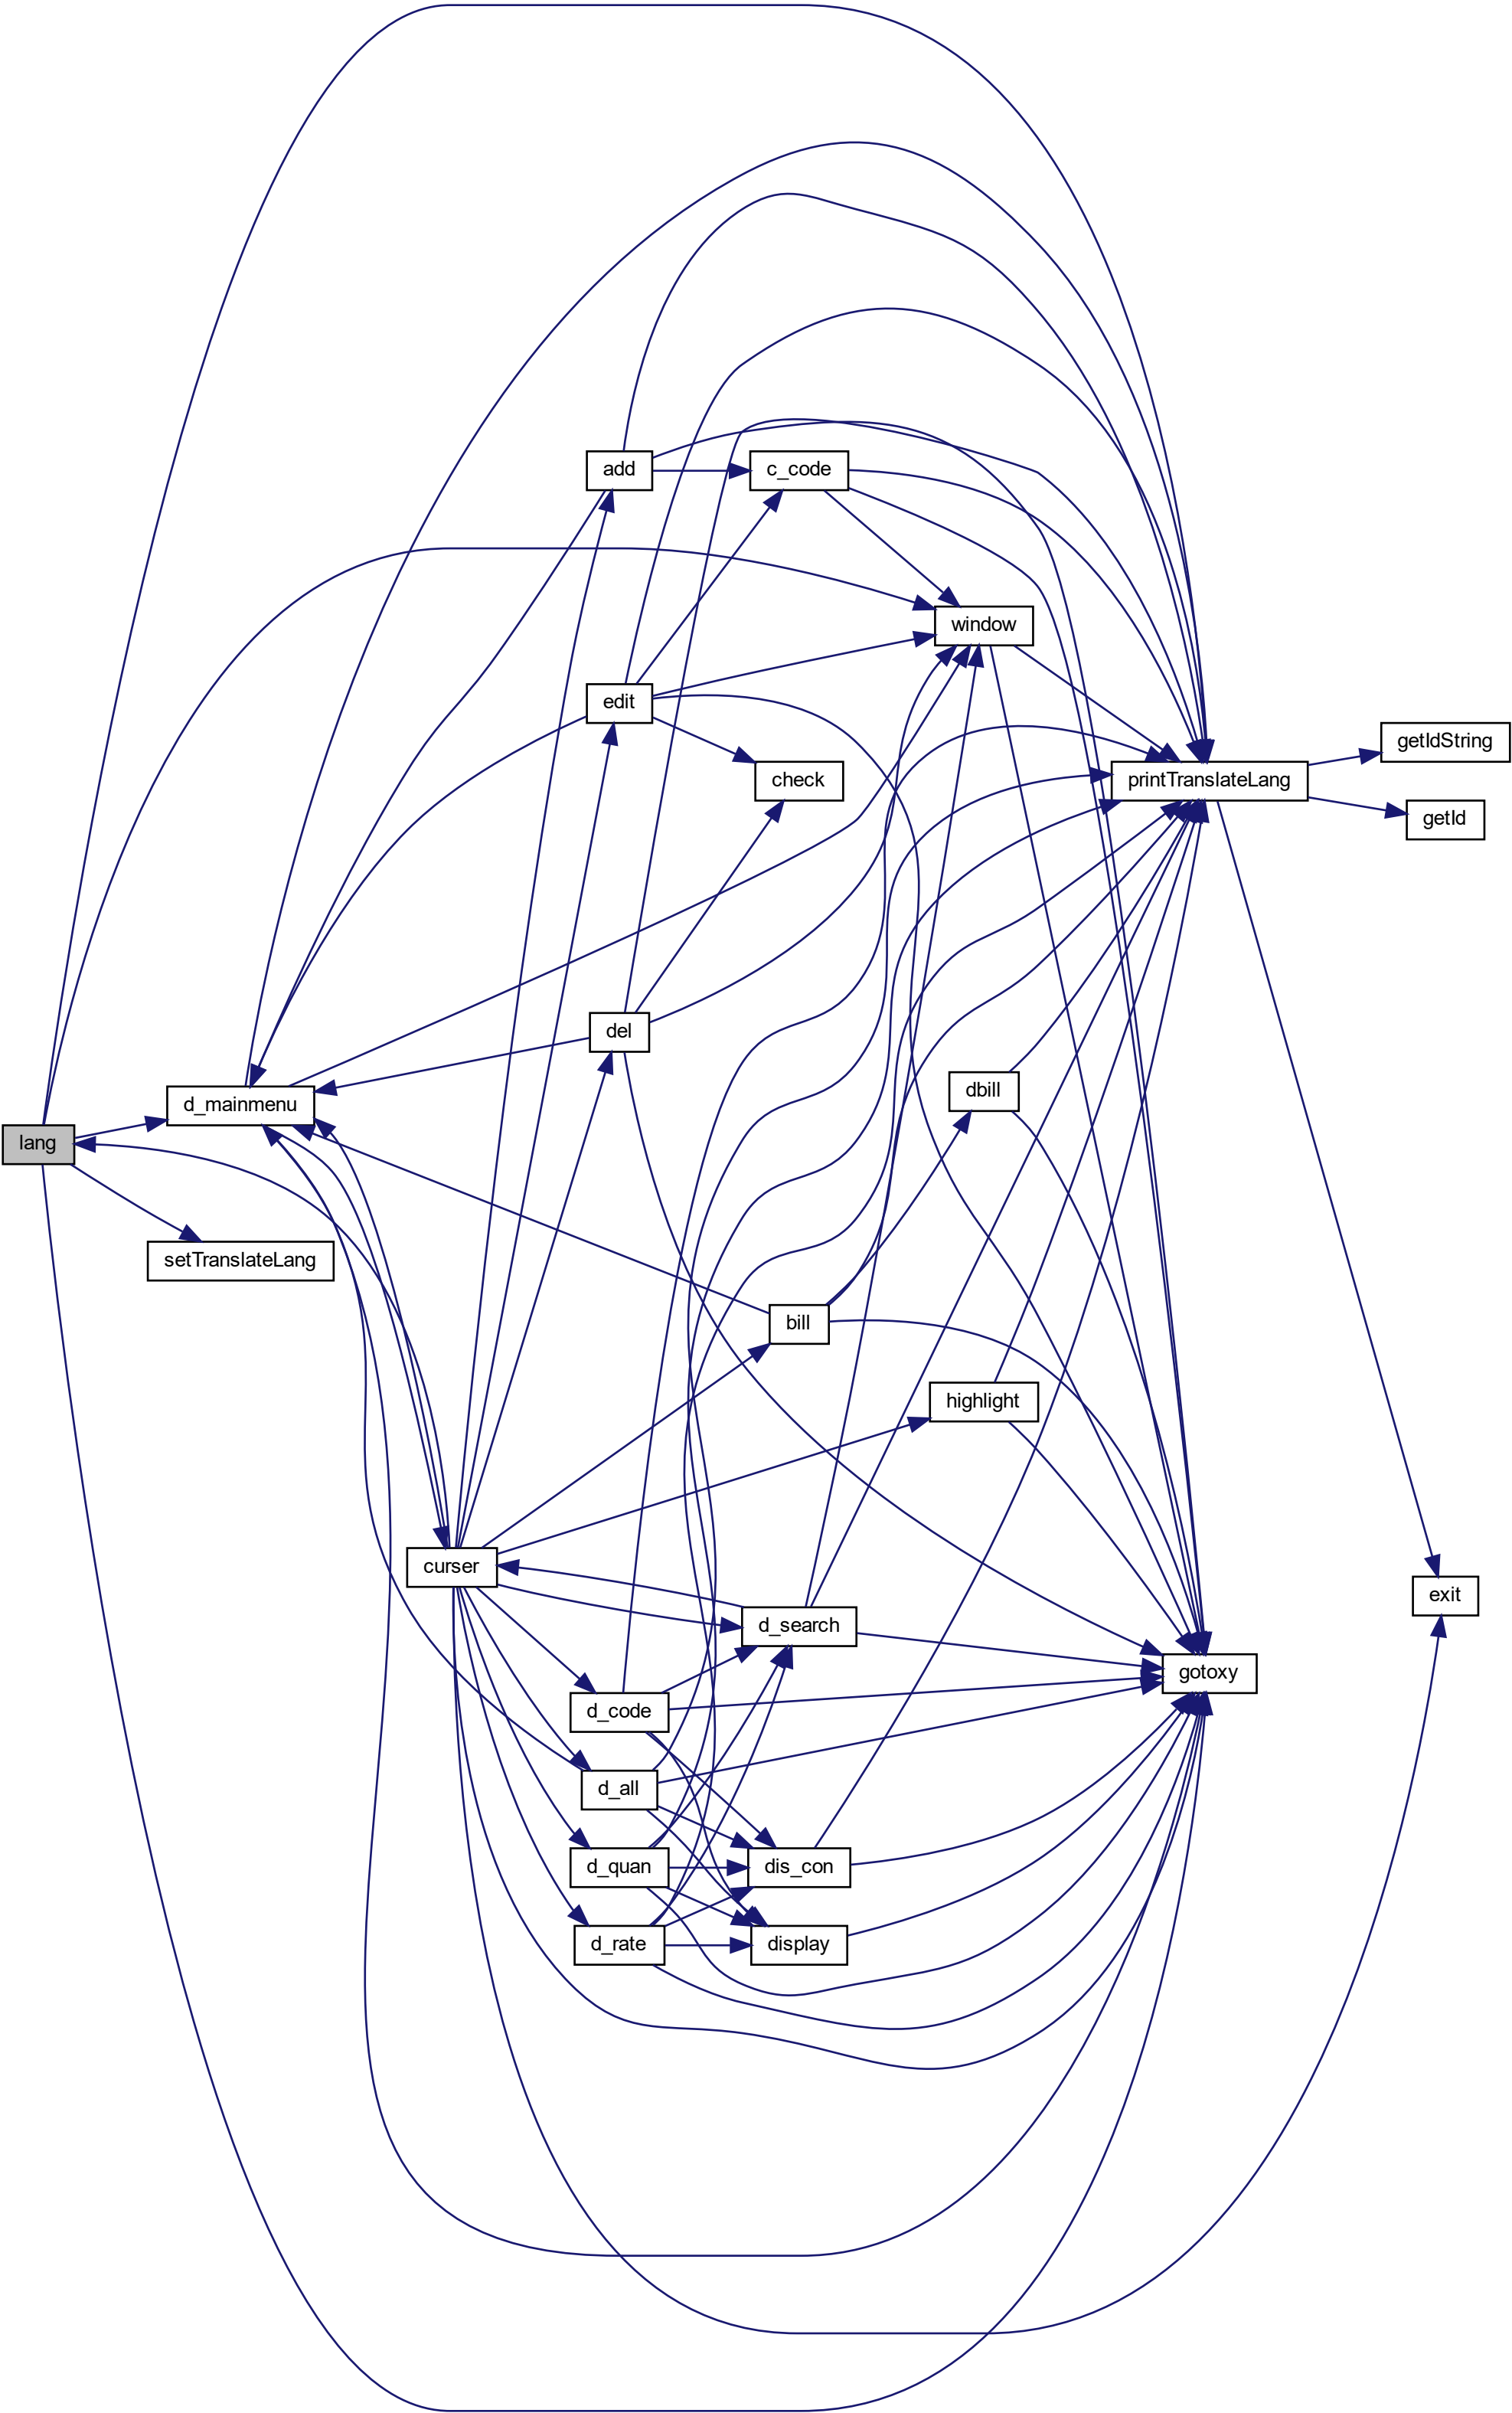 add
c_code
window
edit
getIdString
check
printTranslateLang
getId
del
dbill
d_mainmenu
lang
setTranslateLang
bill
highlight
curser
exit
d_search
gotoxy
d_code
d_all
d_quan
dis_con
d_rate
display